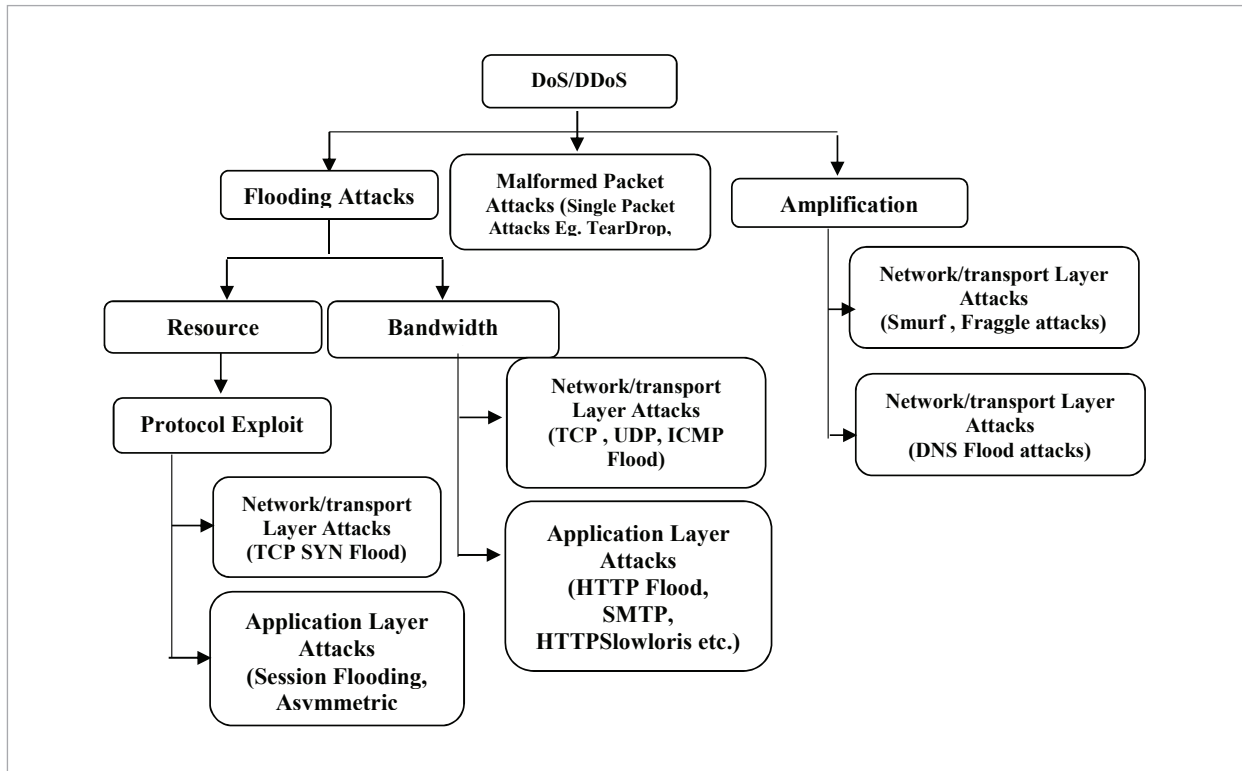 DoS/DDoS
Flooding Attacks
Malformed Packet
Attacks (Single Packet
Attacks Eg. TearDrop,
Amplification
Network/transport Layer
Attacks
(Smurf , Fraggle attacks)
Resource
Bandwidth
Network/transport
Layer Attacks
(TCP , UDP, ICMP
Flood)
Network/transport Layer
Attacks
(DNS Flood attacks)
Protocol Exploit
Network/transport
Layer Attacks
(TCP SYN Flood)
Application Layer
Attacks
(HTTP Flood,
SMTP,
HTTPSlowloris etc.)
Application Layer
Attacks
(Session Flooding,
Asymmetric